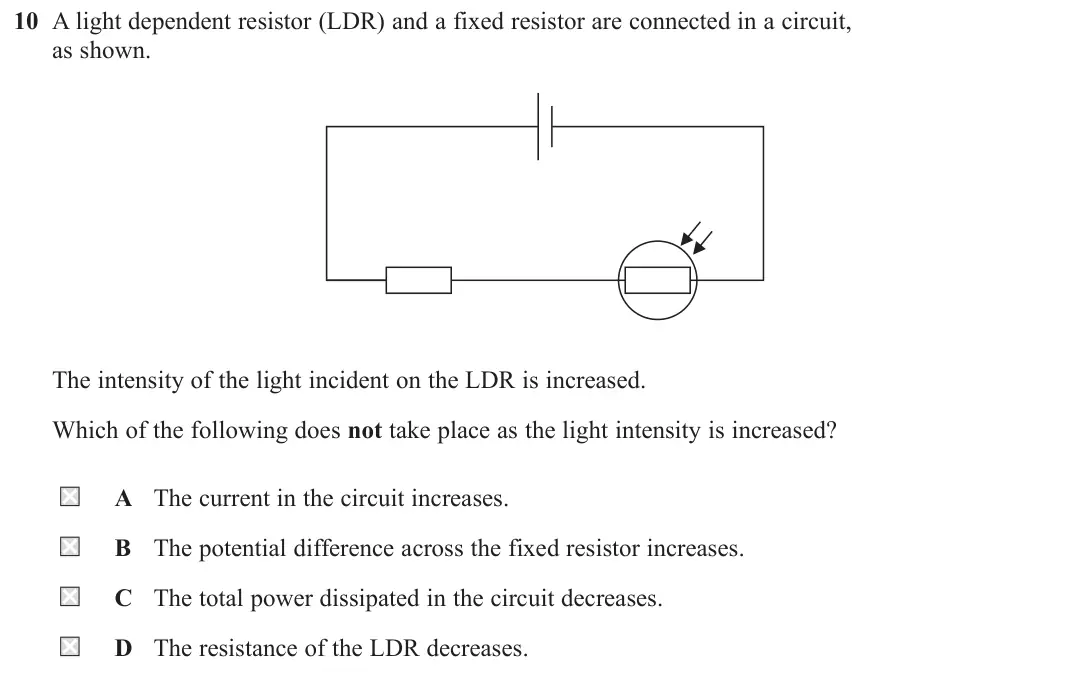 10 A light dependent resistor (LDR) and a fixed resistor are connected in a circuit,
as shown.
The intensity of the light incident on the LDR is increased.
Which of the following does not take place as the light intensity is increased?
A The current in the circuit increases.
B The potential difference across the fixed resistor increases.
C The total power dissipated in the circuit decreases.
D The resistance of the LDR decreases.